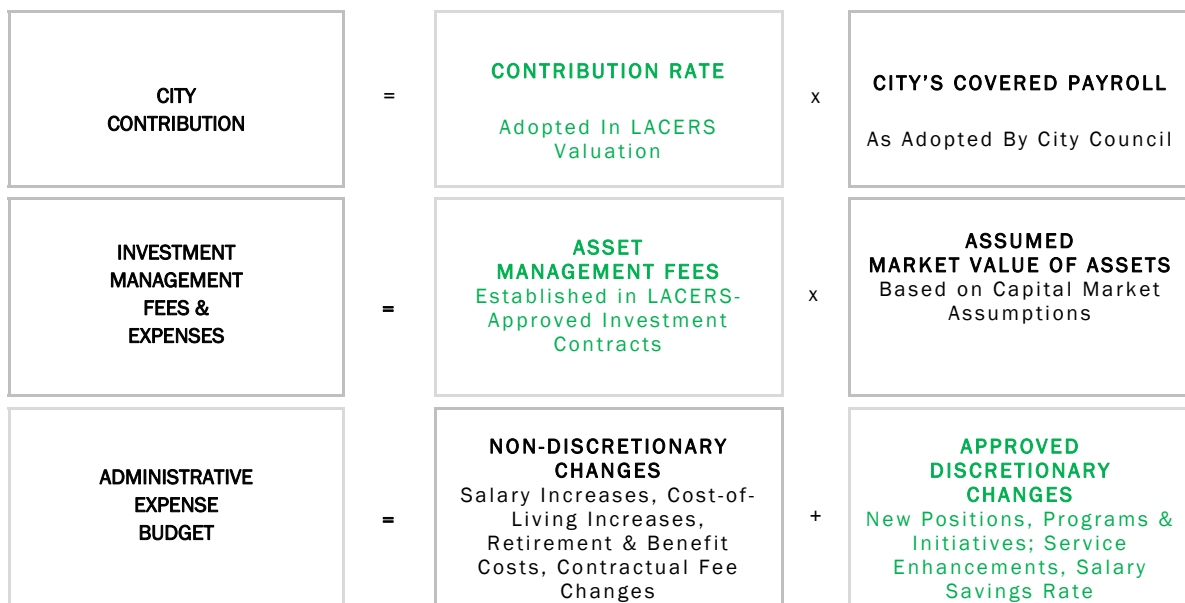 CITY
CONTRIBUTION
=
CONTRIBUTION RATE
Adopted In LACERS
Valuation
x
CITY'S COVERED PAYROLL
As Adopted By City Council
INVESTMENT
MANAGEMENT
FEES &
EXPENSES
=
ASSET
MANAGEMENT FEES
Established in LACERS-
Approved Investment
Contracts
x
ASSUMED
MARKET VALUE OF ASSETS
Based on Capital Market
Assumptions
ADMINISTRATIVE
EXPENSE
BUDGET
=
NON-DISCRETIONARY
CHANGES
Salary Increases, Cost-of-
Living Increases,
Retirement & Benefit
Costs, Contractual Fee
Changes
+
APPROVED
DISCRETIONARY
CHANGES
New Positions, Programs &
Initiatives; Service
Enhancements, Salary
Savings Rate